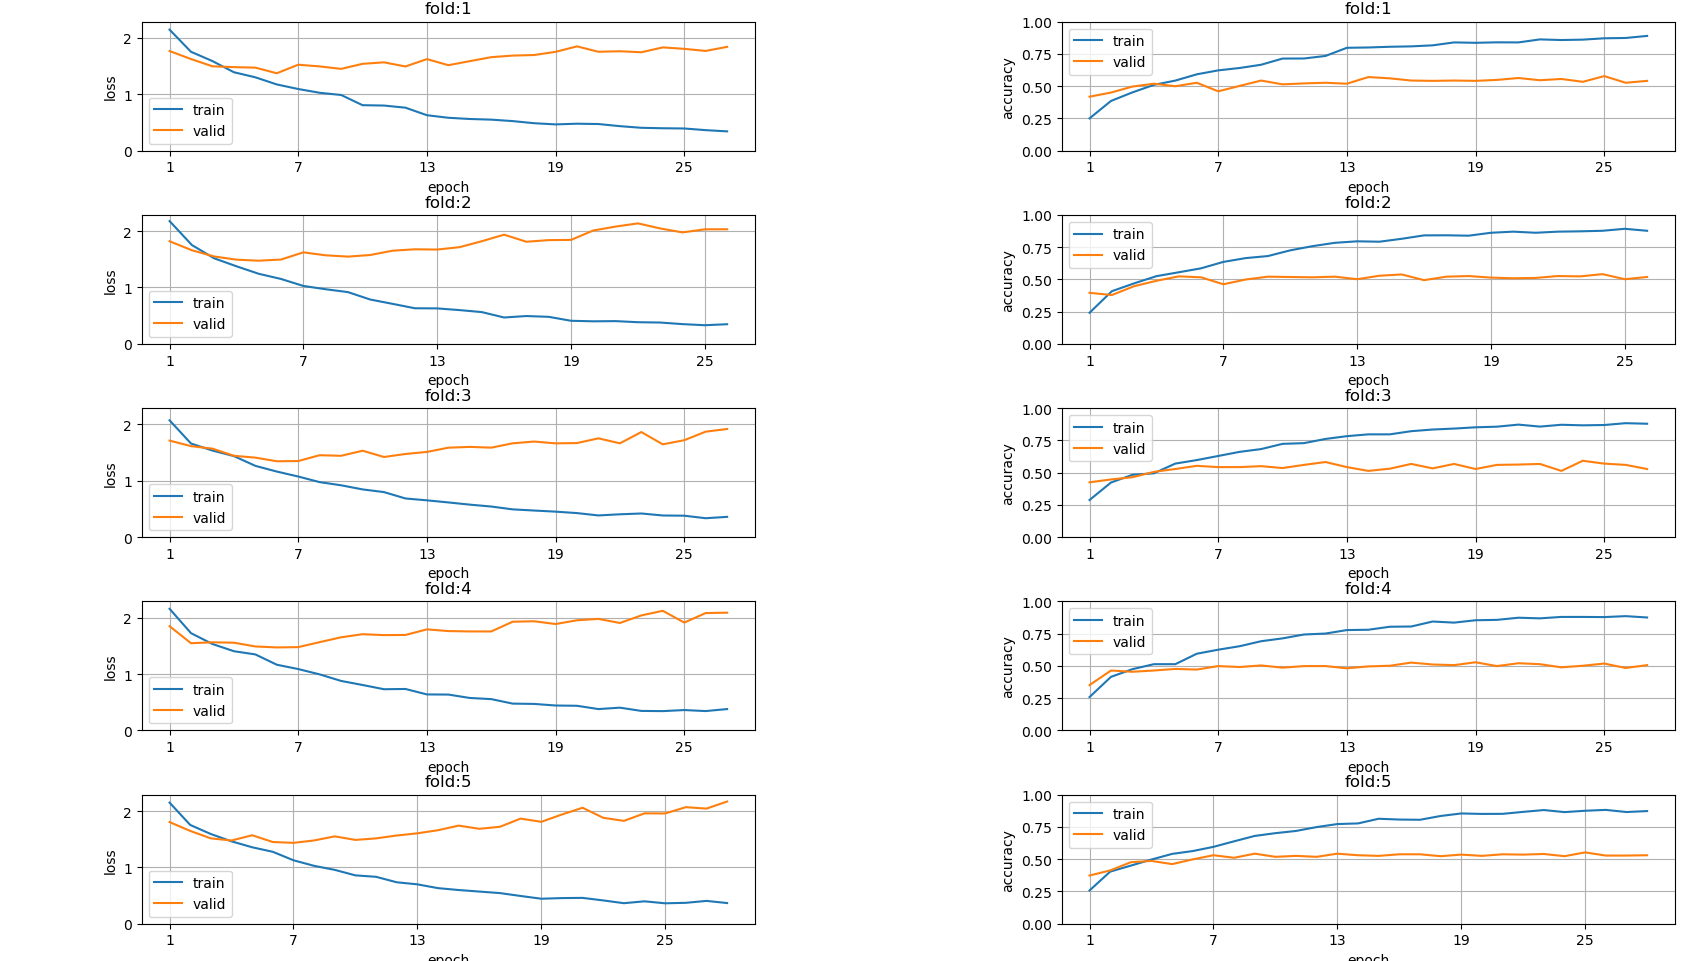 fold:1
2
1
0
loss
train
valid
1 7 13 19 25
epoch
fold:1
1.00
0.75
0.50
0.25
0.00
accuracy
train
valid
1 7 13 19 25
epoch
fold:2
2
1
0
loss
train
valid
1 7 13 19 25
epoch
fold:2
1.00
0.75
0.50
0.25
0.00
accuracy
train
valid
1 7 13 19 25
epoch
fold:3
2
1
0
loss
train
valid
1 7 13 19 25
epoch
fold:3
1.00
0.75
0.50
0.25
0.00
accuracy
train
valid
1 7 13 19 25
epoch
fold:4
2
1
0
loss
train
valid
1 7 13 19 25
epoch
fold:4
1.00
0.75
0.50
0.25
0.00
accuracy
train
valid
1 7 13 19 25
epoch
fold:5
2
1
0
loss
train
valid
1 7 13 19 25
epoch
fold:5
1.00
0.75
0.50
0.25
0.00
accuracy
train
valid
1 7 13 19 25
epoch